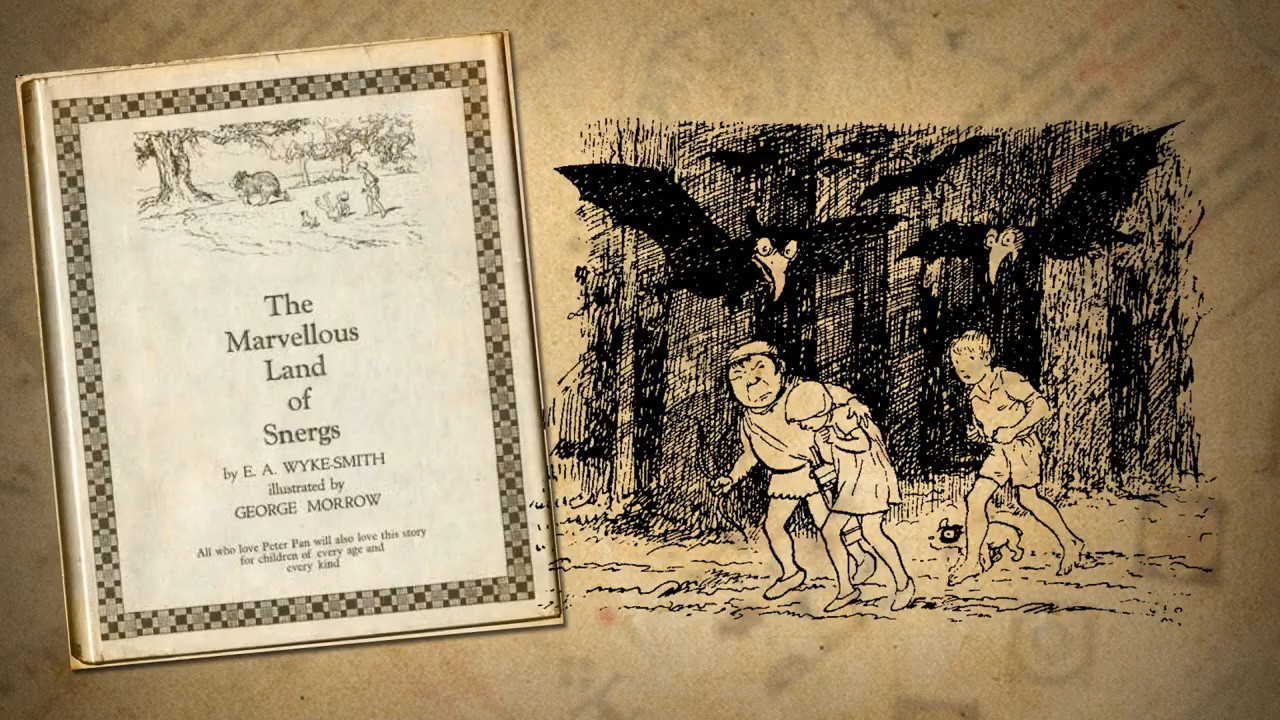 The
Marvellous
Land
of
Snergs
by E. A. WYKE-SMITH
illustrated by
GEORGE MORROW
All who love Peter Pan will also love this story
for children of every age and
every kind